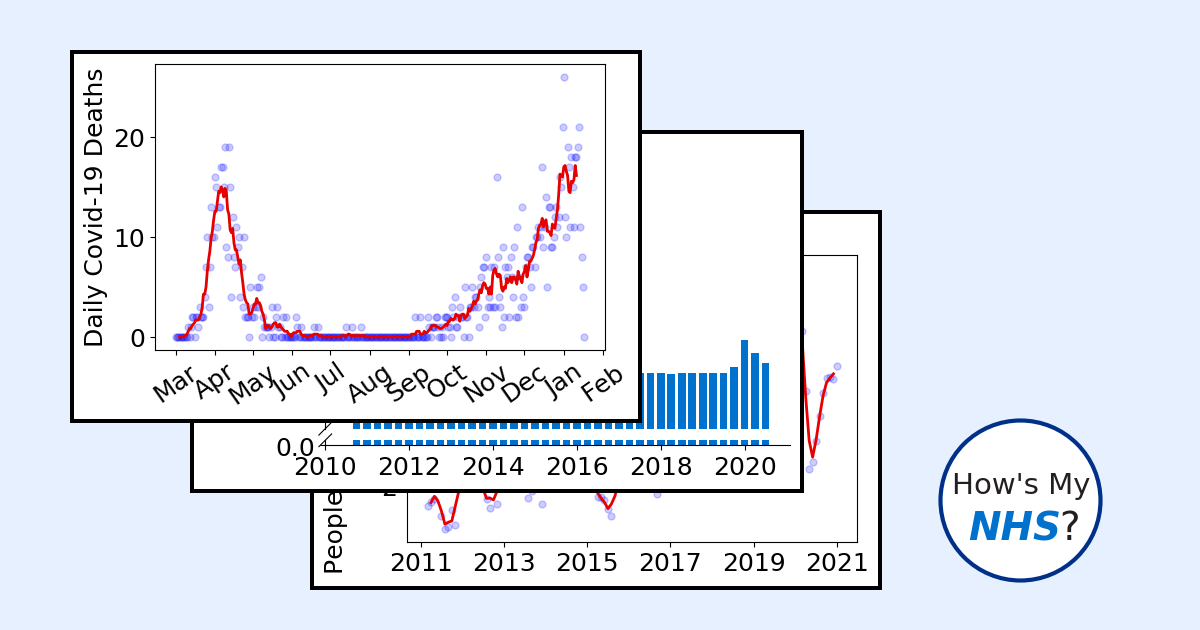 Daily Covid-19 Deaths
20
10
0
Mar Apr May Jun Jul Aug Sep Oct Nov Dec Jan Feb
0.0
2010 2012 2014 2016 2018 2020
People
2011 2013 2015 2017 2019 2021
How's My
NHS?